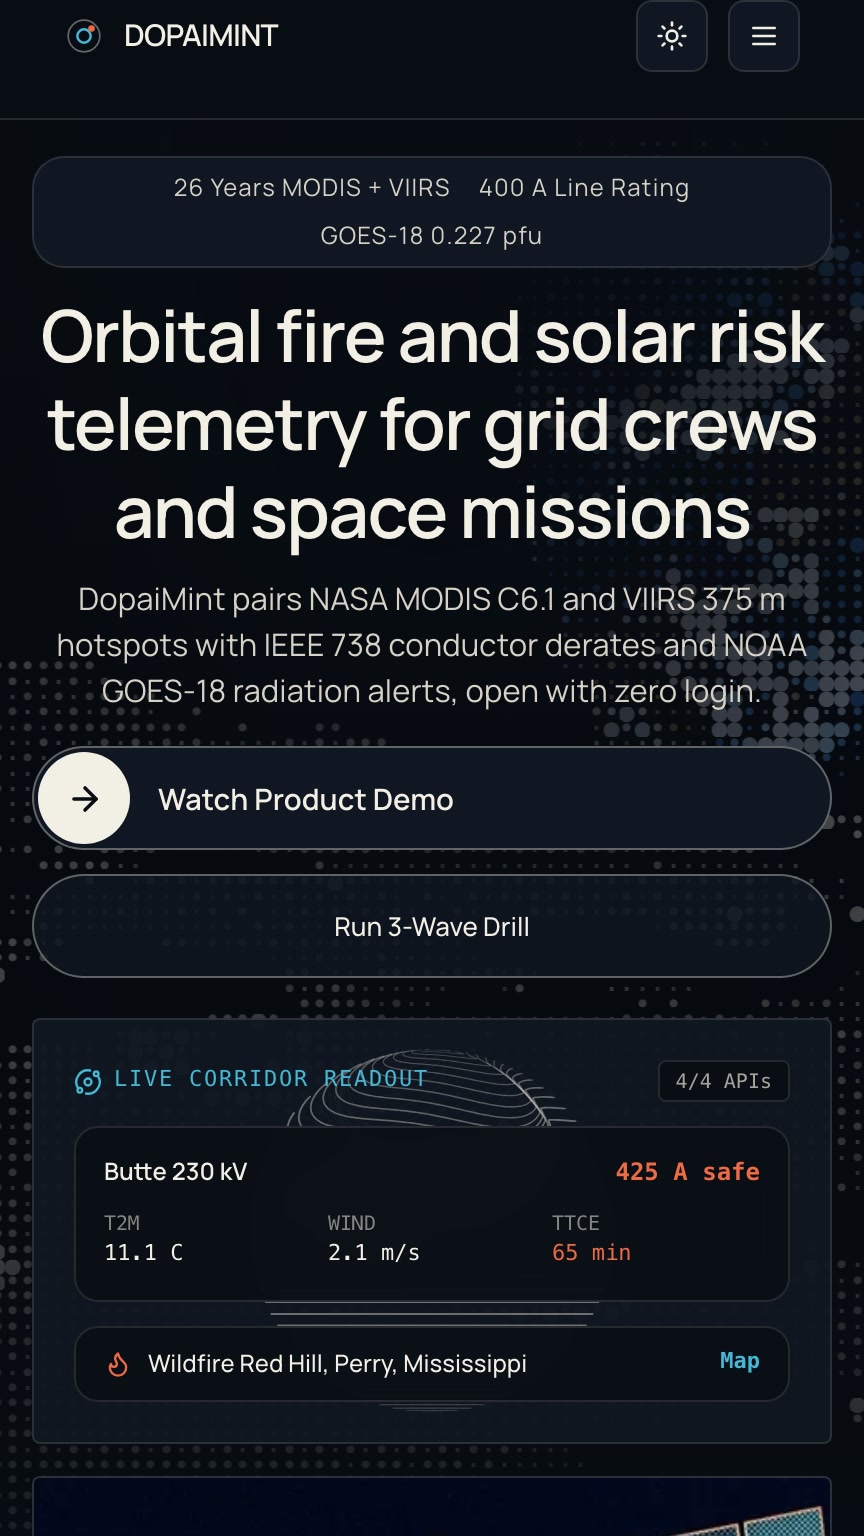 DOPAIMINT
26 Years MODIS + VIIRS 400 A Line Rating
GOES-18 0.227 pfu
Orbital fire and solar risk
telemetry for grid crews
and space missions
DopaiMint pairs NASA MODIS C6.1 and VIIRS 375 m
hotspots with IEEE 738 conductor derates and NOAA
GOES-18 radiation alerts, open with zero login.
Watch Product Demo
Run 3-Wave Drill
LIVE CORRIDOR READOUT 4/4 APIs
Butte 230 kV 425 A safe
T2M WIND TTCE
11.1 C 2.1 m/s 65 min
Wildfire Red Hill, Perry, Mississippi Map